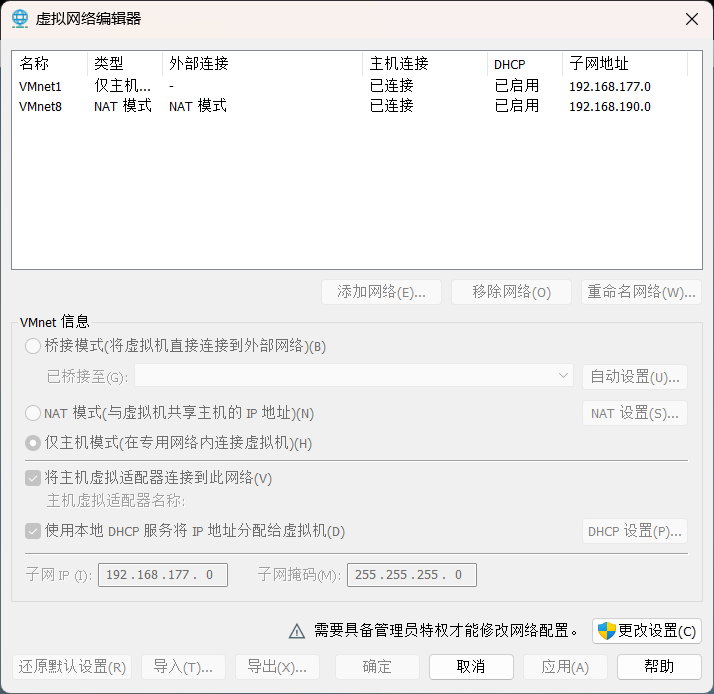 虚拟网络编辑器
名称 类型 外部连接 主机连接 DHCP 子网地址
VMnet1 仅主机... - 已连接 已启用 192.168.177.0
VMnet8 NAT 模式 NAT 模式 已连接 已启用 192.168.190.0
添加网络(E)... 移除网络(O) 重命名网络(W)...
VMnet 信息
桥接模式(将虚拟机直接连接到外部网络)(B)
已桥接至(G): 自动设置(U)...
NAT 模式(与虚拟机共享主机的 IP 地址)(N) NAT 设置(S)...
仅主机模式(在专用网络内连接虚拟机)(H)
将主机虚拟适配器连接到此网络(V)
主机虚拟适配器名称:
使用本地 DHCP 服务将 IP 地址分配给虚拟机(D) DHCP 设置(P)...
子网 IP (I): 192.168.177. 0 子网掩码(M): 255.255.255. 0
需要具备管理员特权才能修改网络配置。 更改设置(C)
还原默认设置(R) 导入(T)... 导出(X)... 确定 取消 应用(A) 帮助